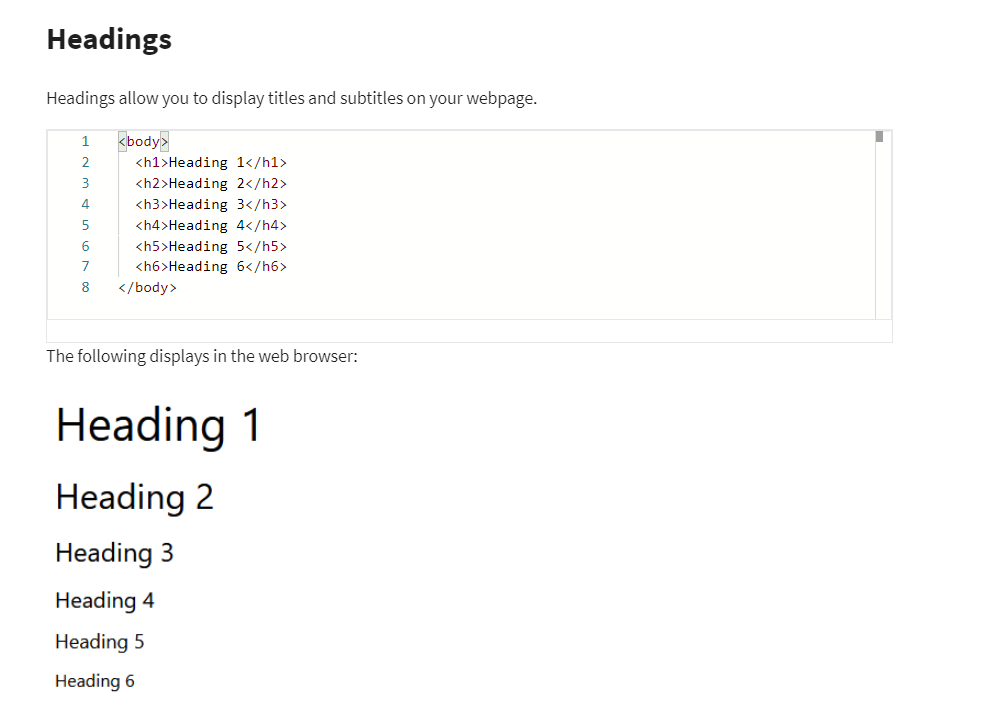 Headings
Headings allow you to display titles and subtitles on your webpage.
1 <body>
2 <h1>Heading 1</h1>
3 <h2>Heading 2</h2>
4 <h3>Heading 3</h3>
5 <h4>Heading 4</h4>
6 <h5>Heading 5</h5>
7 <h6>Heading 6</h6>
8 </body>
The following displays in the web browser:
Heading 1
Heading 2
Heading 3
Heading 4
Heading 5
Heading 6